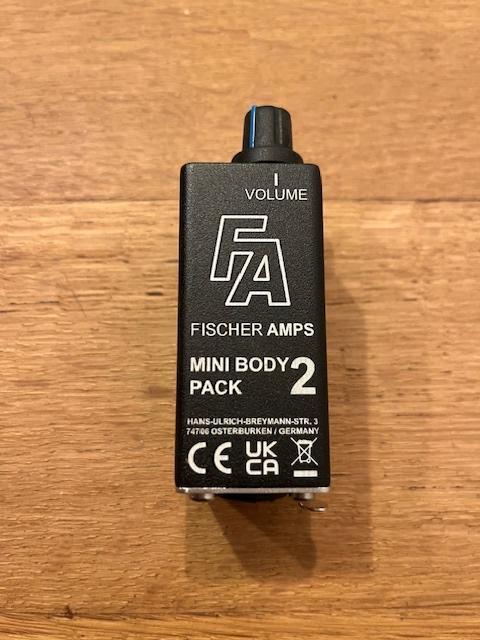 VOLUME
FA
FISCHER AMPS
MINI BODY
PACK 2
HANS-ULRICH-BREYMANN-STR. 3
74706 OSTERBURKEN / GERMANY
CE UK
CA